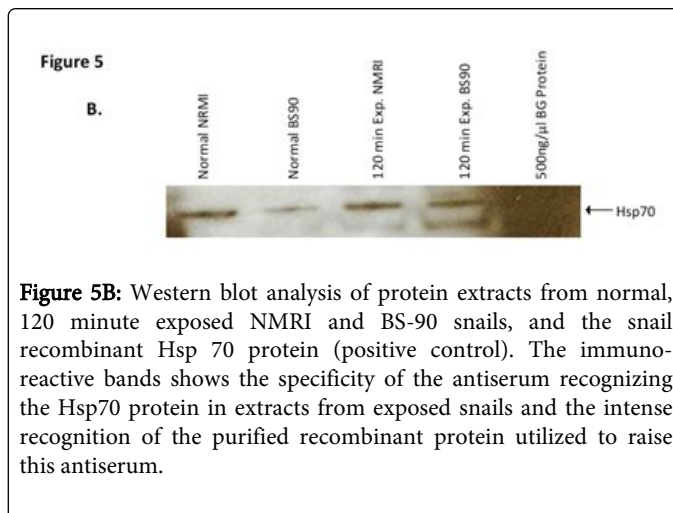 Figure 5
B.
Normal NRMI
Normal BS90
120 min Exp. NMRI
120 min Exp. BS90
500ng/µl BG Protein
Hsp70
Figure 5B: Western blot analysis of protein extracts from normal,
120 minute exposed NMRI and BS-90 snails, and the snail
recombinant Hsp 70 protein (positive control). The immuno-
reactive bands shows the specificity of the antiserum recognizing
the Hsp70 protein in extracts from exposed snails and the intense
recognition of the purified recombinant protein utilized to raise
this antiserum.